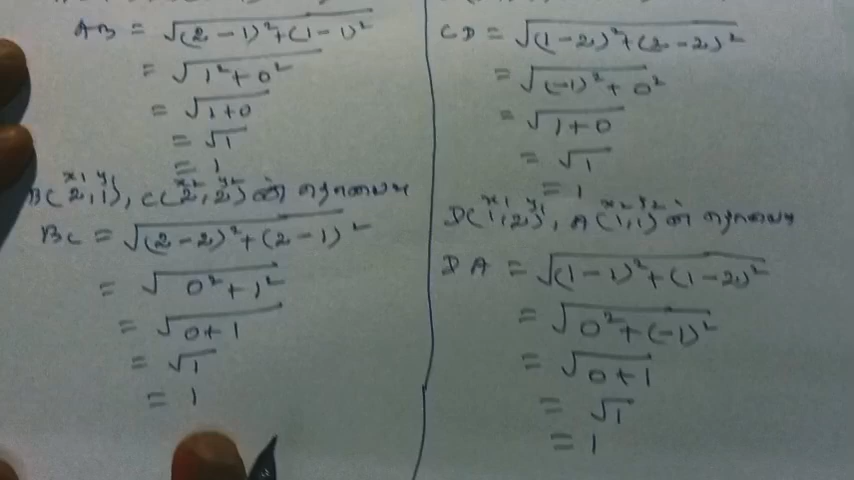 AB = √(2-1)²+(1-1)²
= √1²+0²
= √1+0
= √1
= 1
x1 y1 x2 y2
B(2,1), C(2,2)
BC = √(2-2)²+(2-1)²
= √0²+1²
= √0+1
= √1
= 1
CD = √(1-2)²+(2-2)²
= √(-1)²+0²
= √1+0
= √1
= 1
x1 y1 x2 y2
D(1,2), A(1,1)
DA = √(1-1)²+(1-2)²
= √0²+(-1)²
= √0+1
= √1
= 1